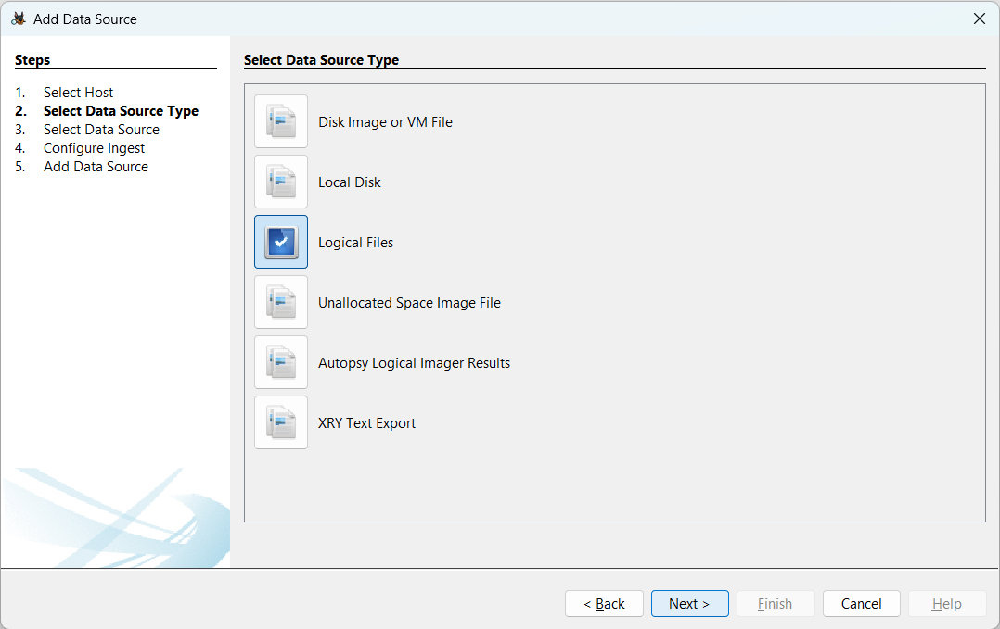 Add Data Source
Steps
1. Select Host
2. Select Data Source Type
3. Select Data Source
4. Configure Ingest
5. Add Data Source
Select Data Source Type
Disk Image or VM File
Local Disk
Logical Files
Unallocated Space Image File
Autopsy Logical Imager Results
XRY Text Export
< Back Next > Finish Cancel Help